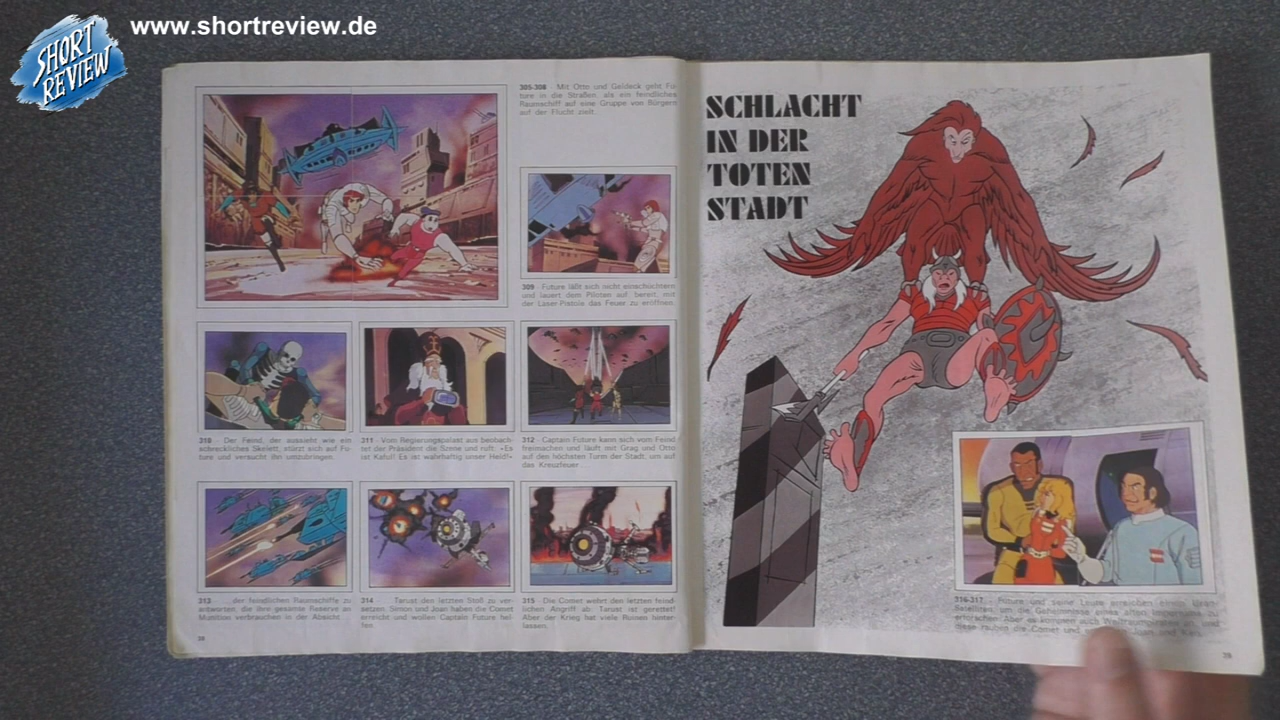 SHORT
REVIEW
www.shortreview.de
305-308 - Mit Otto und Geideck geht Fu-
ture in die Straßen, als ein feindliches
Raumschiff auf eine Gruppe von Bürgern
auf der Flucht zielt.
309 - Future läßt sich nicht einschüchtern
und lauert dem Piloten auf bereit, mit
der Laser-Pistole das Feuer zu eröffnen.
310 - Der Feind, der aussieht wie ein
schreckliches Skelett, stürzt sich auf Fu-
ture und versucht ihn umzubringen.
311 - Vom Regierungspalast aus beobach-
tet der Präsident die Szene und ruft: «Es
ist Kaful! Es ist wahrhaftig unser Held!»
312 - Captain Future kann sich vom Feind
freimachen und läuft mit Grag und Otto
auf den höchsten Turm der Stadt, um auf
das Kreuzfeuer...
313 - ... der feindlichen Raumschiffe zu
antworten, die ihre gesamte Reserve an
Munition verbrauchen in der Absicht...
314 - ... Tarust den letzten Stoß zu ver-
setzen. Simon und Joan haben die Comet
erreicht und wollen Captain Future hel-
fen.
315 - Die Comet wehrt den letzten feind-
lichen Angriff ab. Tarust ist gerettet!
Aber der Krieg hat viele Ruinen hinter-
lassen.
38
SCHLACHT
IN DER
TOTEN
STADT
316-317 - Future und seine Leute erreichen
Satelliten, um die Geheimnisse eines alten
erforschen. Aber es kommen auch Weltraumpiraten an, und
diese rauben die Comet und Joan und Ken.
39